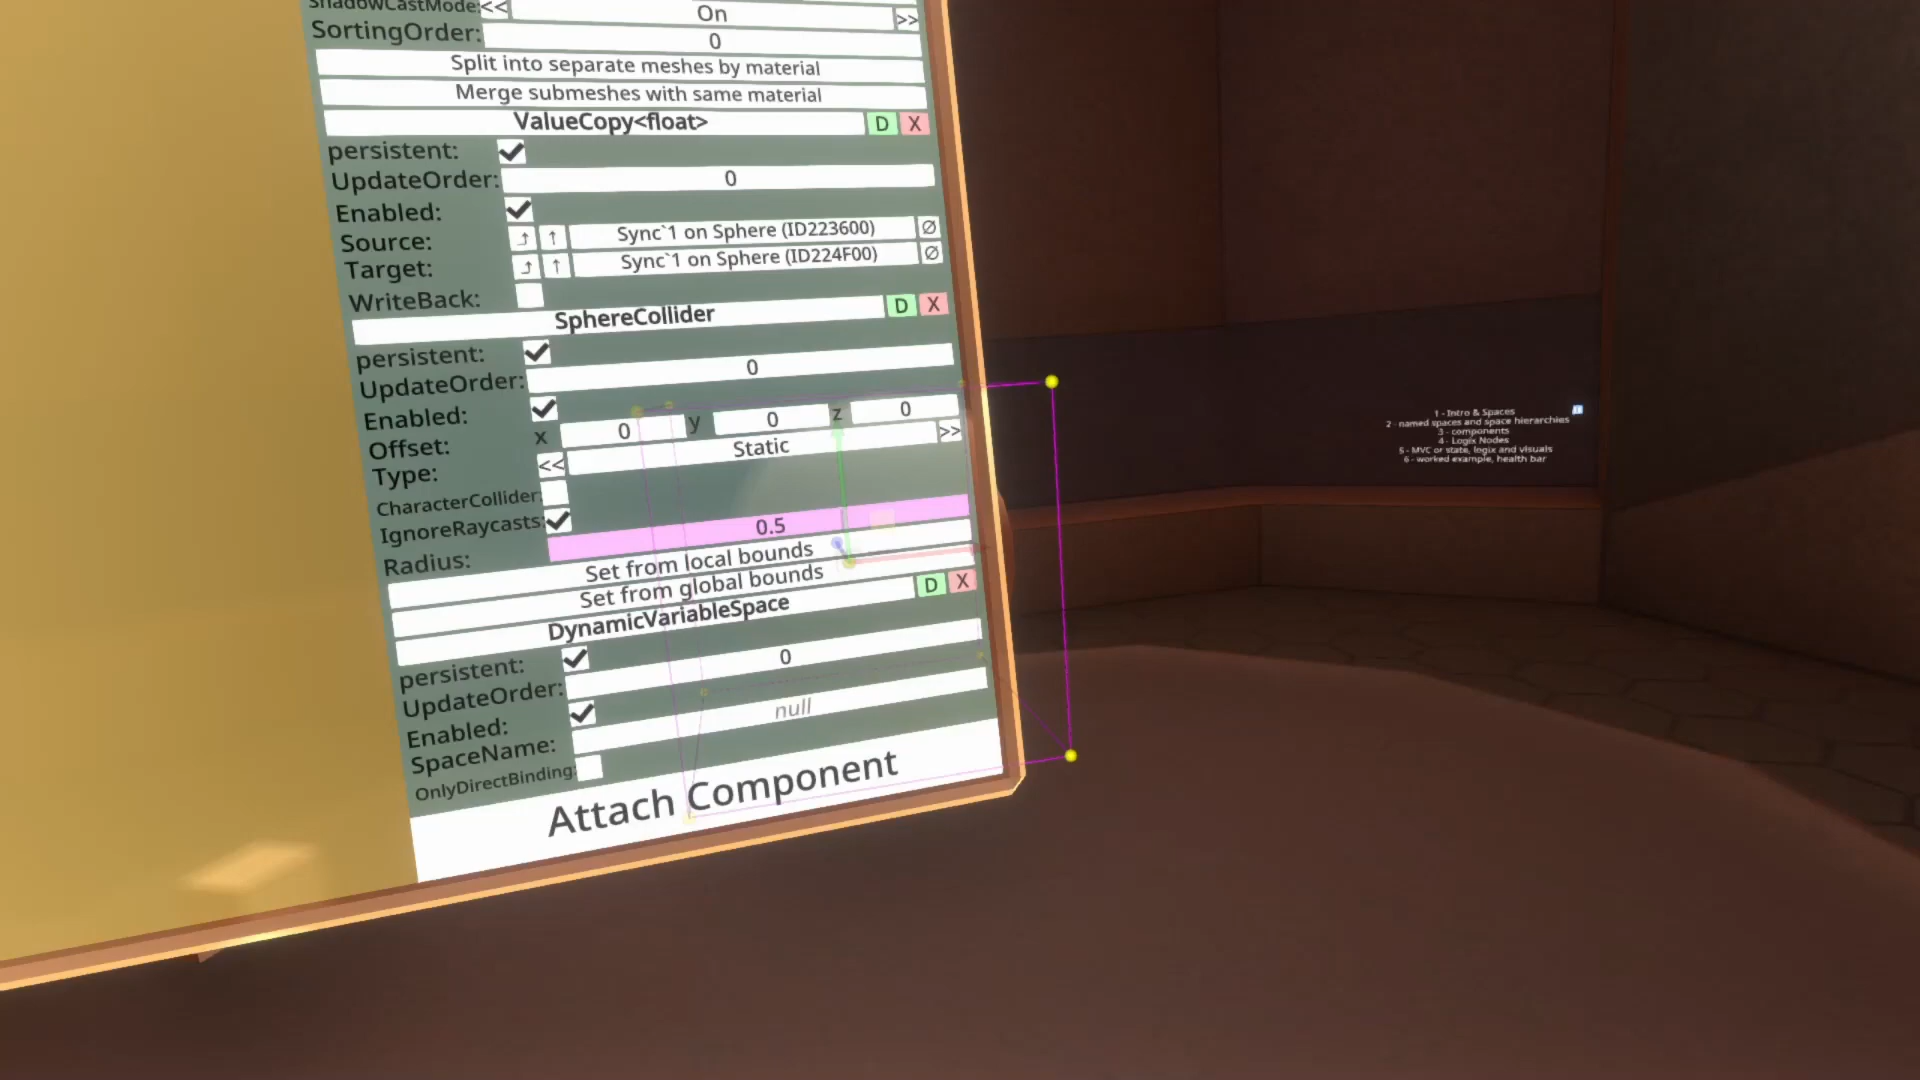 ShadowCastMode: << On >>
SortingOrder: 0
Split into separate meshes by material
Merge submeshes with same material
ValueCopy<float> D X
persistent:
UpdateOrder: 0
Enabled:
Source: Sync`1 on Sphere (ID223600) Ø
Target: Sync`1 on Sphere (ID224F00) Ø
WriteBack:
SphereCollider D X
persistent:
UpdateOrder: 0
Enabled:
Offset: x 0 y 0 z 0
Type: << Static >>
CharacterCollider:
IgnoreRaycasts:
Radius: 0.5
Set from local bounds
Set from global bounds
DynamicVariableSpace D X
persistent:
UpdateOrder: 0
Enabled:
SpaceName: null
OnlyDirectBinding:
Attach Component
1 - Intro & Spaces
2 - named spaces and space hierarchies
3 - components
4 - Logix Nodes
5 - MVC or state, logix and visuals
6 - worked example, health bar